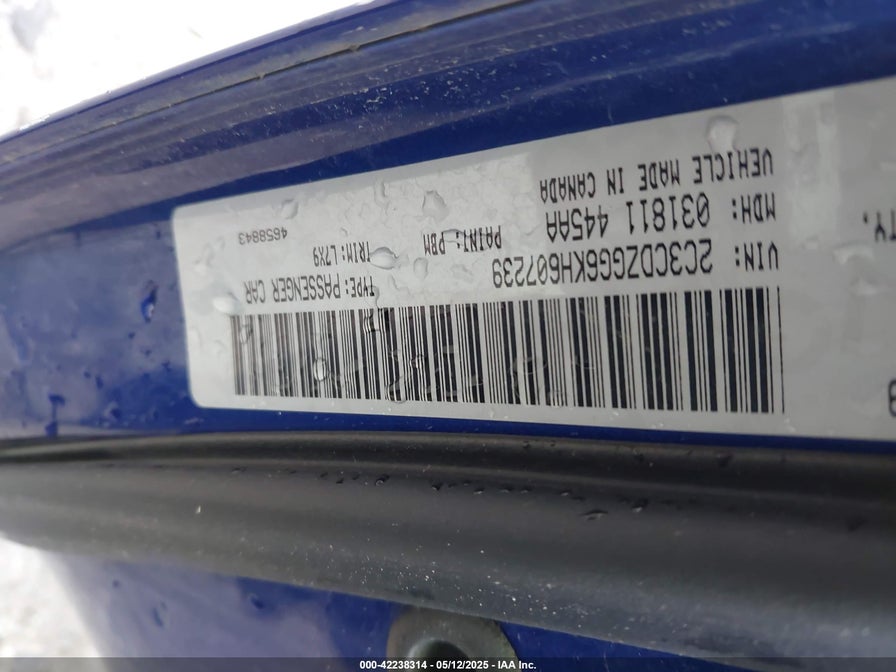 VIN: 2C3CDZGG6KH607239
TYPE: PASSENGER CAR
MDH: 031811 445AA
PAINT: PBM
TRIM: L7X9
VEHICLE MADE IN CANADA
4658843
TY.
000-42238314 - 05/12/2025 - IAA Inc.